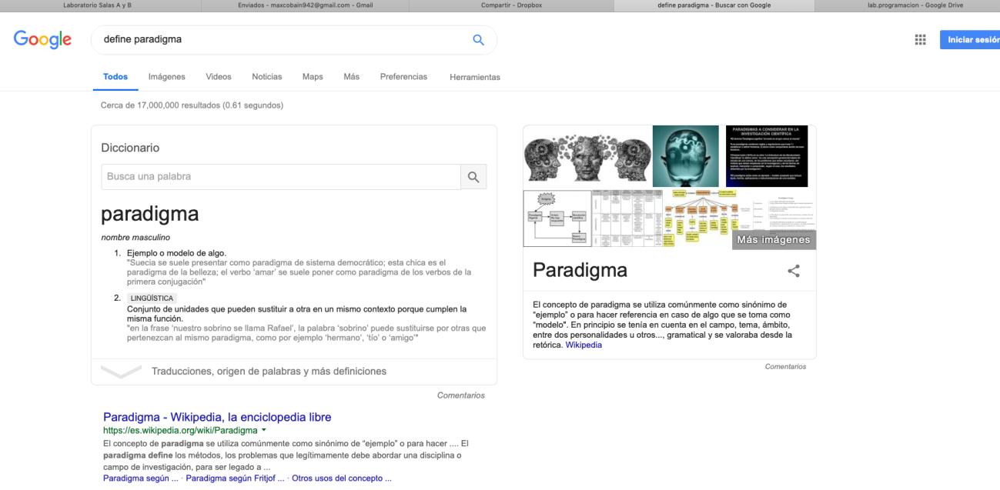 Laboratorio Salas A y B
Enviados - maxcobain942@gmail.com - Gmail
Compartir - Dropbox
define paradigma - Buscar con Google
lab.programacion - Google Drive
Google
define paradigma
Iniciar sesión
Todos
Imágenes
Videos
Noticias
Maps
Más
Preferencias
Herramientas
Cerca de 17,000,000 resultados (0.61 segundos)
Diccionario
Busca una palabra
paradigma
nombre masculino
1. Ejemplo o modelo de algo.
"Suecia se suele presentar como paradigma de sistema democrático; esta chica es el
paradigma de la belleza; el verbo ‘amar’ se suele poner como paradigma de los verbos de la
primera conjugación"
2. LINGÜÍSTICA
Conjunto de unidades que pueden sustituir a otra en un mismo contexto porque cumplen la
misma función.
"en la frase ‘nuestro sobrino se llama Rafael’, la palabra ‘sobrino’ puede sustituirse por otras que
pertenezcan al mismo paradigma, como por ejemplo ‘hermano’, ‘tío’ o ‘amigo’"
Traducciones, origen de palabras y más definiciones
Comentarios
PARADIGMAS A CONSIDERAR EN LA
INVESTIGACIÓN CIENTÍFICA
Más imágenes
Paradigma
El concepto de paradigma se utiliza comúnmente como sinónimo de
“ejemplo” o para hacer referencia en caso de algo que se toma como
“modelo". En principio se tenía en cuenta en el campo, tema, ámbito,
entre dos personalidades u otros..., gramatical y se valoraba desde la
retórica. Wikipedia
Comentarios
Paradigma - Wikipedia, la enciclopedia libre
https://es.wikipedia.org/wiki/Paradigma
El concepto de paradigma se utiliza comúnmente como sinónimo de “ejemplo” o para hacer .... El
paradigma define los métodos, los problemas que legítimamente debe abordar una disciplina o
campo de investigación, para ser legado a ...
Paradigma según ... · Paradigma según Fritjof ... · Otros usos del concepto ...